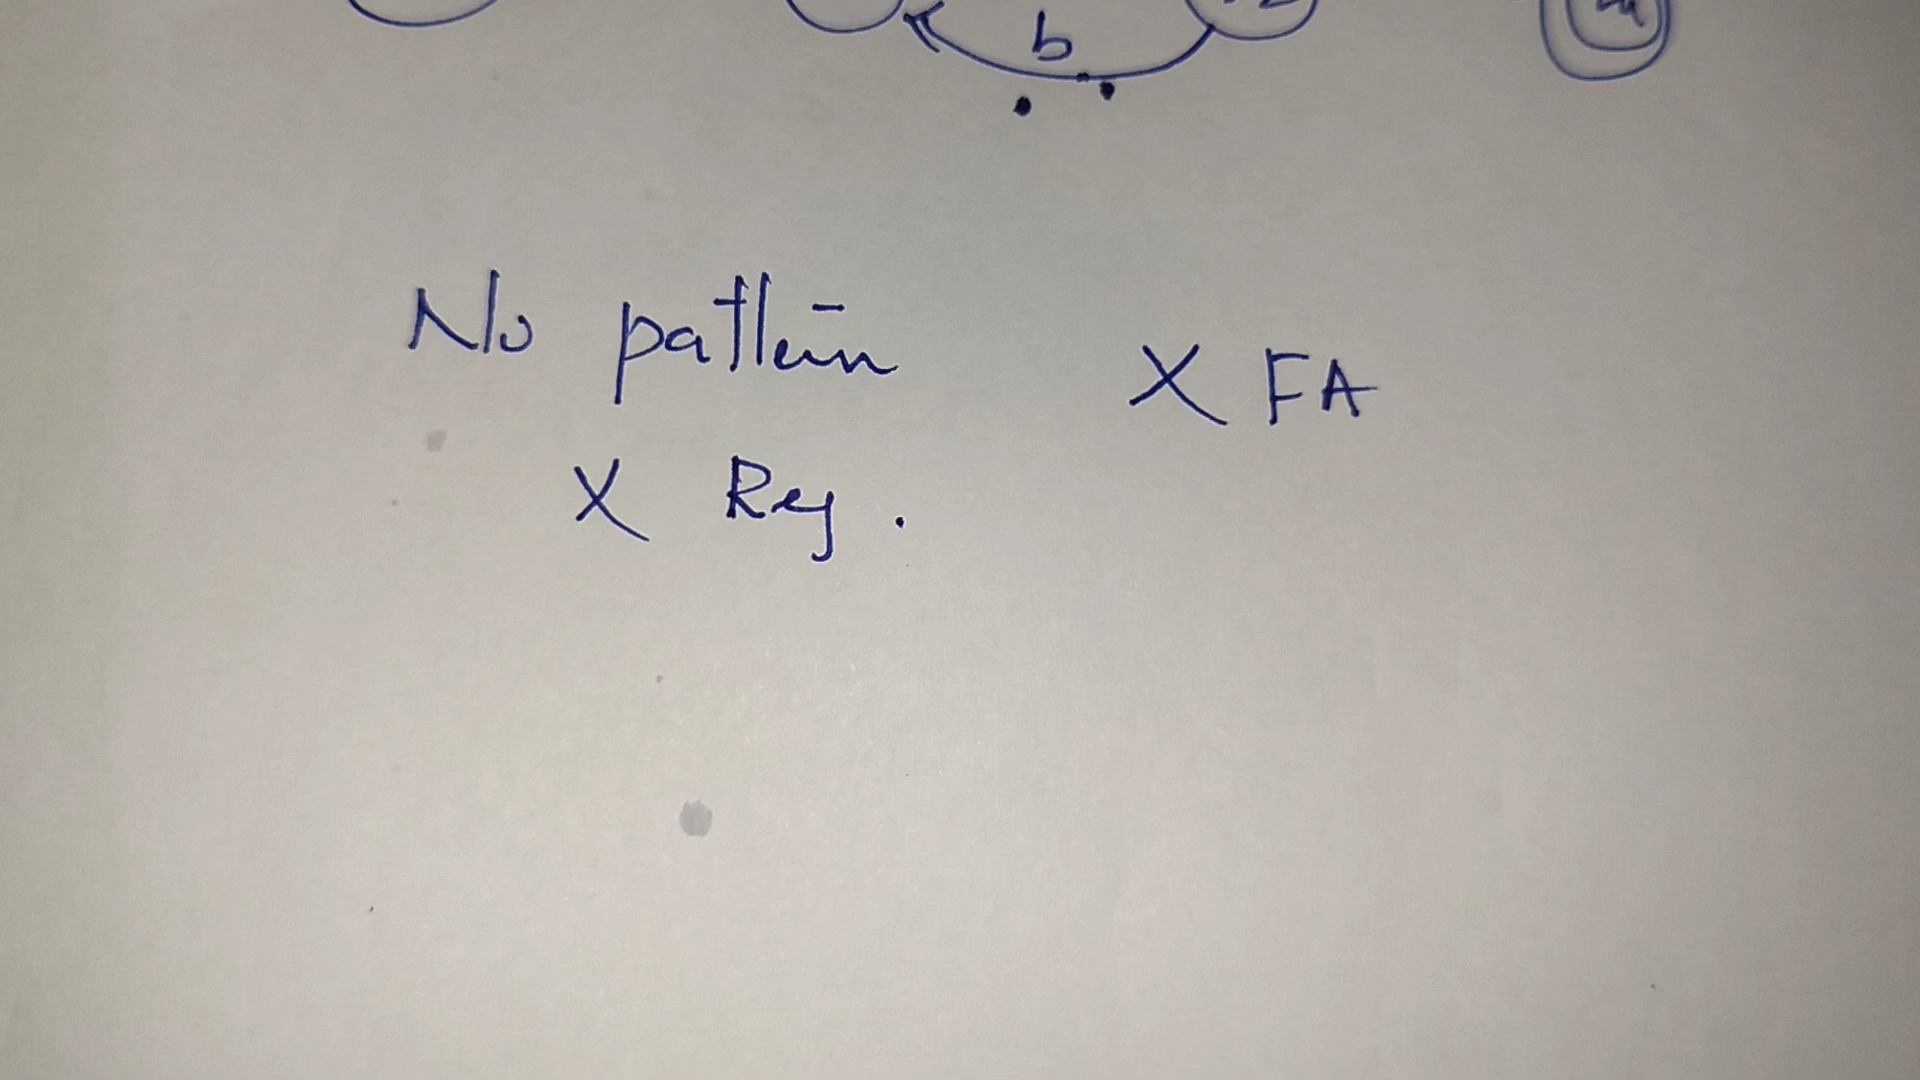 b
No pattern
X FA
X Reg.